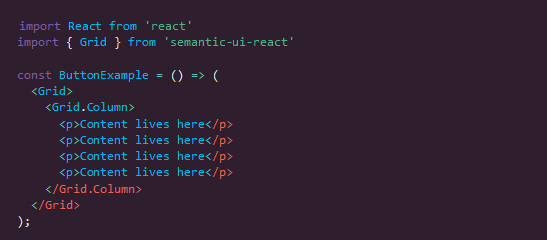 import React from 'react'
import { Grid } from 'semantic-ui-react'
const ButtonExample = () => (
<Grid>
<Grid.Column>
<p>Content lives here</p>
<p>Content lives here</p>
<p>Content lives here</p>
<p>Content lives here</p>
</Grid.Column>
</Grid>
);